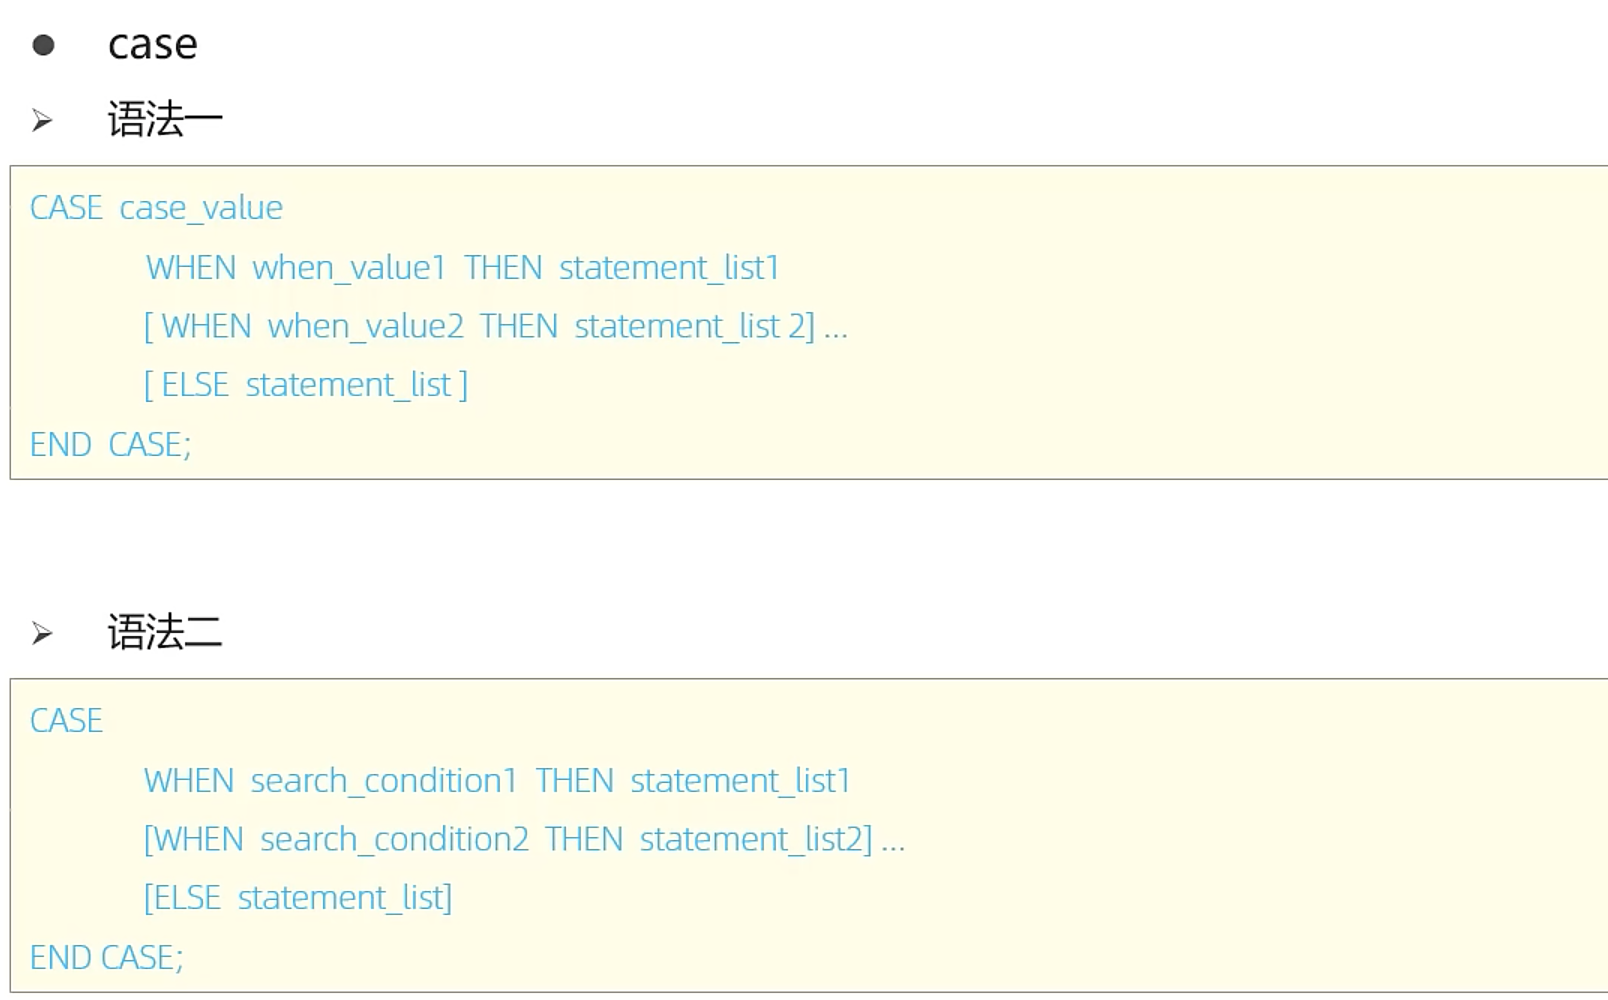 case
语法一
CASE case_value
WHEN when_value1 THEN statement_list1
[ WHEN when_value2 THEN statement_list 2] ...
[ ELSE statement_list ]
END CASE;
语法二
CASE
WHEN search_condition1 THEN statement_list1
[WHEN search_condition2 THEN statement_list2] ...
[ELSE statement_list]
END CASE;